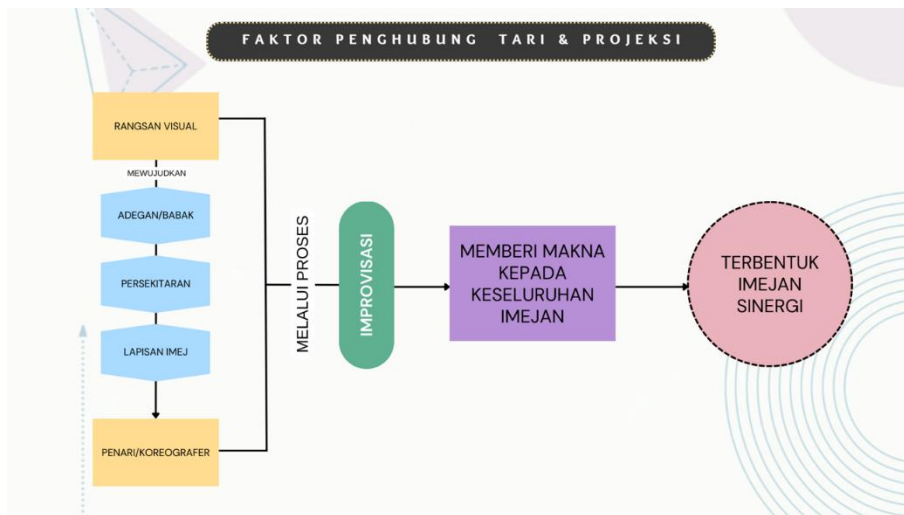 FAKTOR PENGHUBUNG TARI & PROJEKSI
RANGSAN VISUAL
MEWUJUDKAN
ADEGAN/BABAK
PERSEKITARAN
LAPISAN IMEJ
PENARI/KOREOGRAFER
MELALUI PROSES
IMPROVISASI
MEMBERI MAKNA
KEPADA
KESELURUHAN
IMEJAN
TERBENTUK
IMEJAN
SINERGI